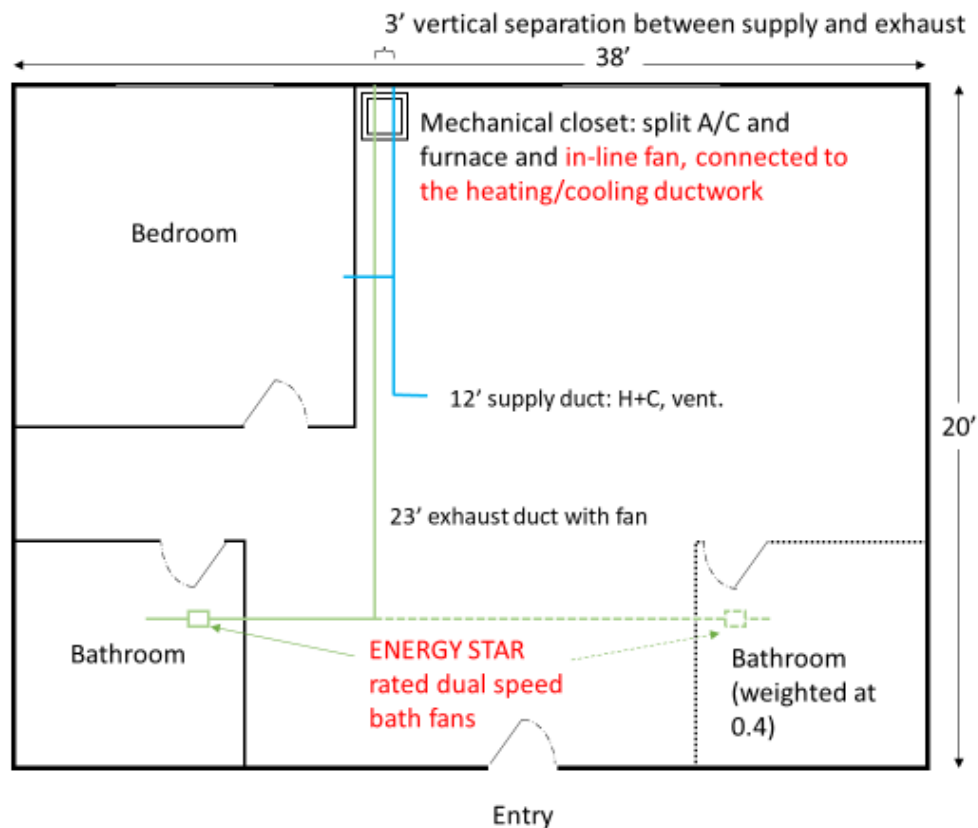 3’ vertical separation between supply and exhaust
38’
Mechanical closet: split A/C and
furnace and in-line fan, connected to
the heating/cooling ductwork
Bedroom
12’ supply duct: H+C, vent.
20’
23’ exhaust duct with fan
Bathroom
ENERGY STAR
rated dual speed
bath fans
Bathroom
(weighted at
0.4)
Entry